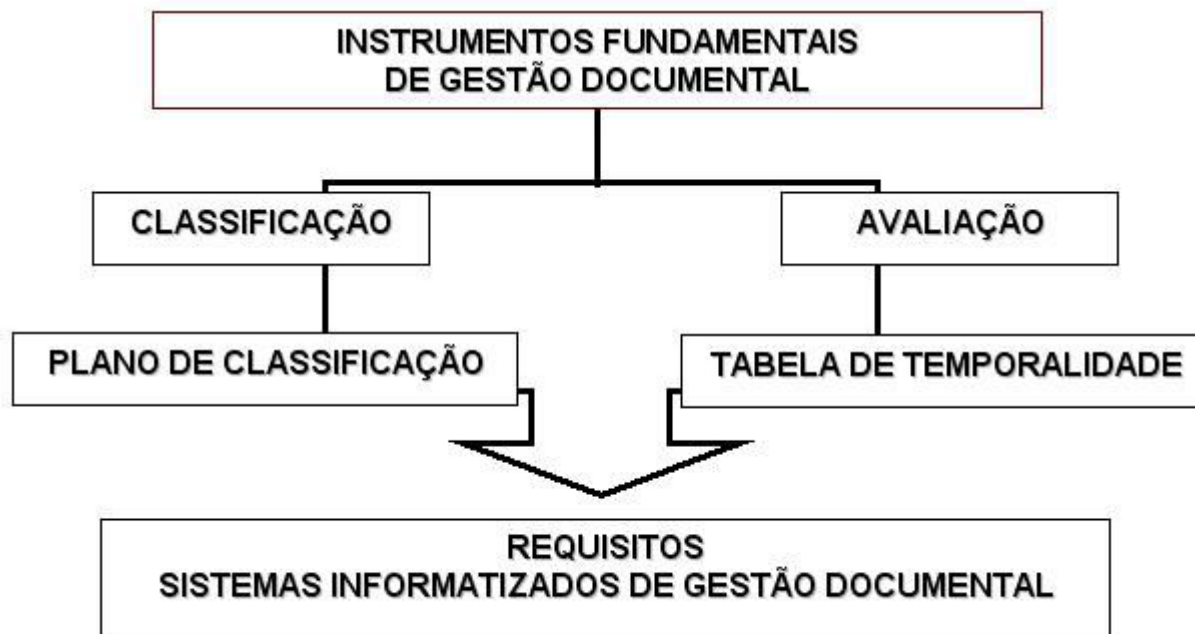 INSTRUMENTOS FUNDAMENTAIS
DE GESTÃO DOCUMENTAL
CLASSIFICAÇÃO
AVALIAÇÃO
PLANO DE CLASSIFICAÇÃO
TABELA DE TEMPORALIDADE
REQUISITOS
SISTEMAS INFORMATIZADOS DE GESTÃO DOCUMENTAL